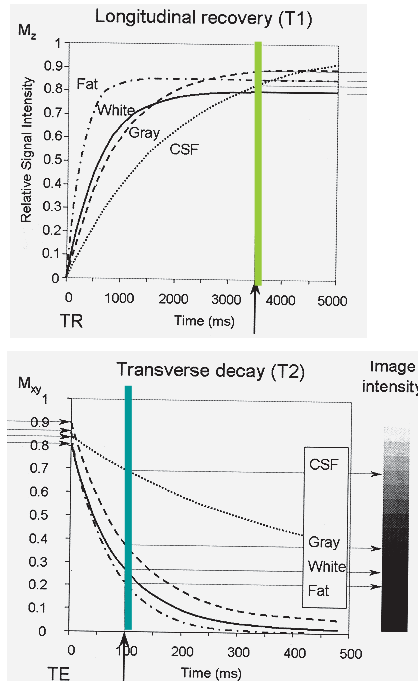 Longitudinal recovery (T1)
Mz
Relative Signal Intensity
1
0.9
0.8
0.7
0.6
0.5
0.4
0.3
0.2
0.1
0
Fat
White
Gray
CSF
0 1000 2000 3000 4000 5000
TR
Time (ms)
Transverse decay (T2)
Image
intensity
Mxy
0.9
0.8
0.7
0.6
0.5
0.4
0.3
0.2
0.1
0
CSF
Gray
White
Fat
0 100 200 300 400 500
TE
Time (ms)